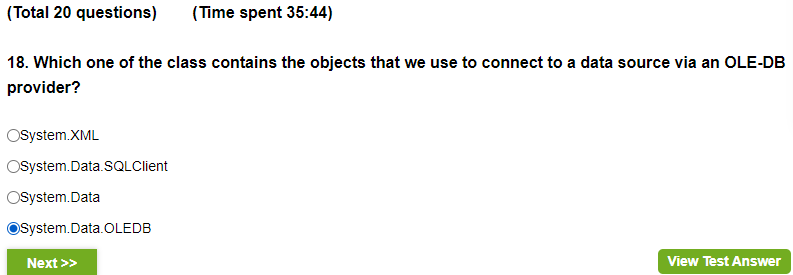 (Total 20 questions) (Time spent 35:44)
18. Which one of the class contains the objects that we use to connect to a data source via an OLE-DB
provider?
System.XML
System.Data.SQLClient
System.Data
System.Data.OLEDB
Next >>
View Test Answer